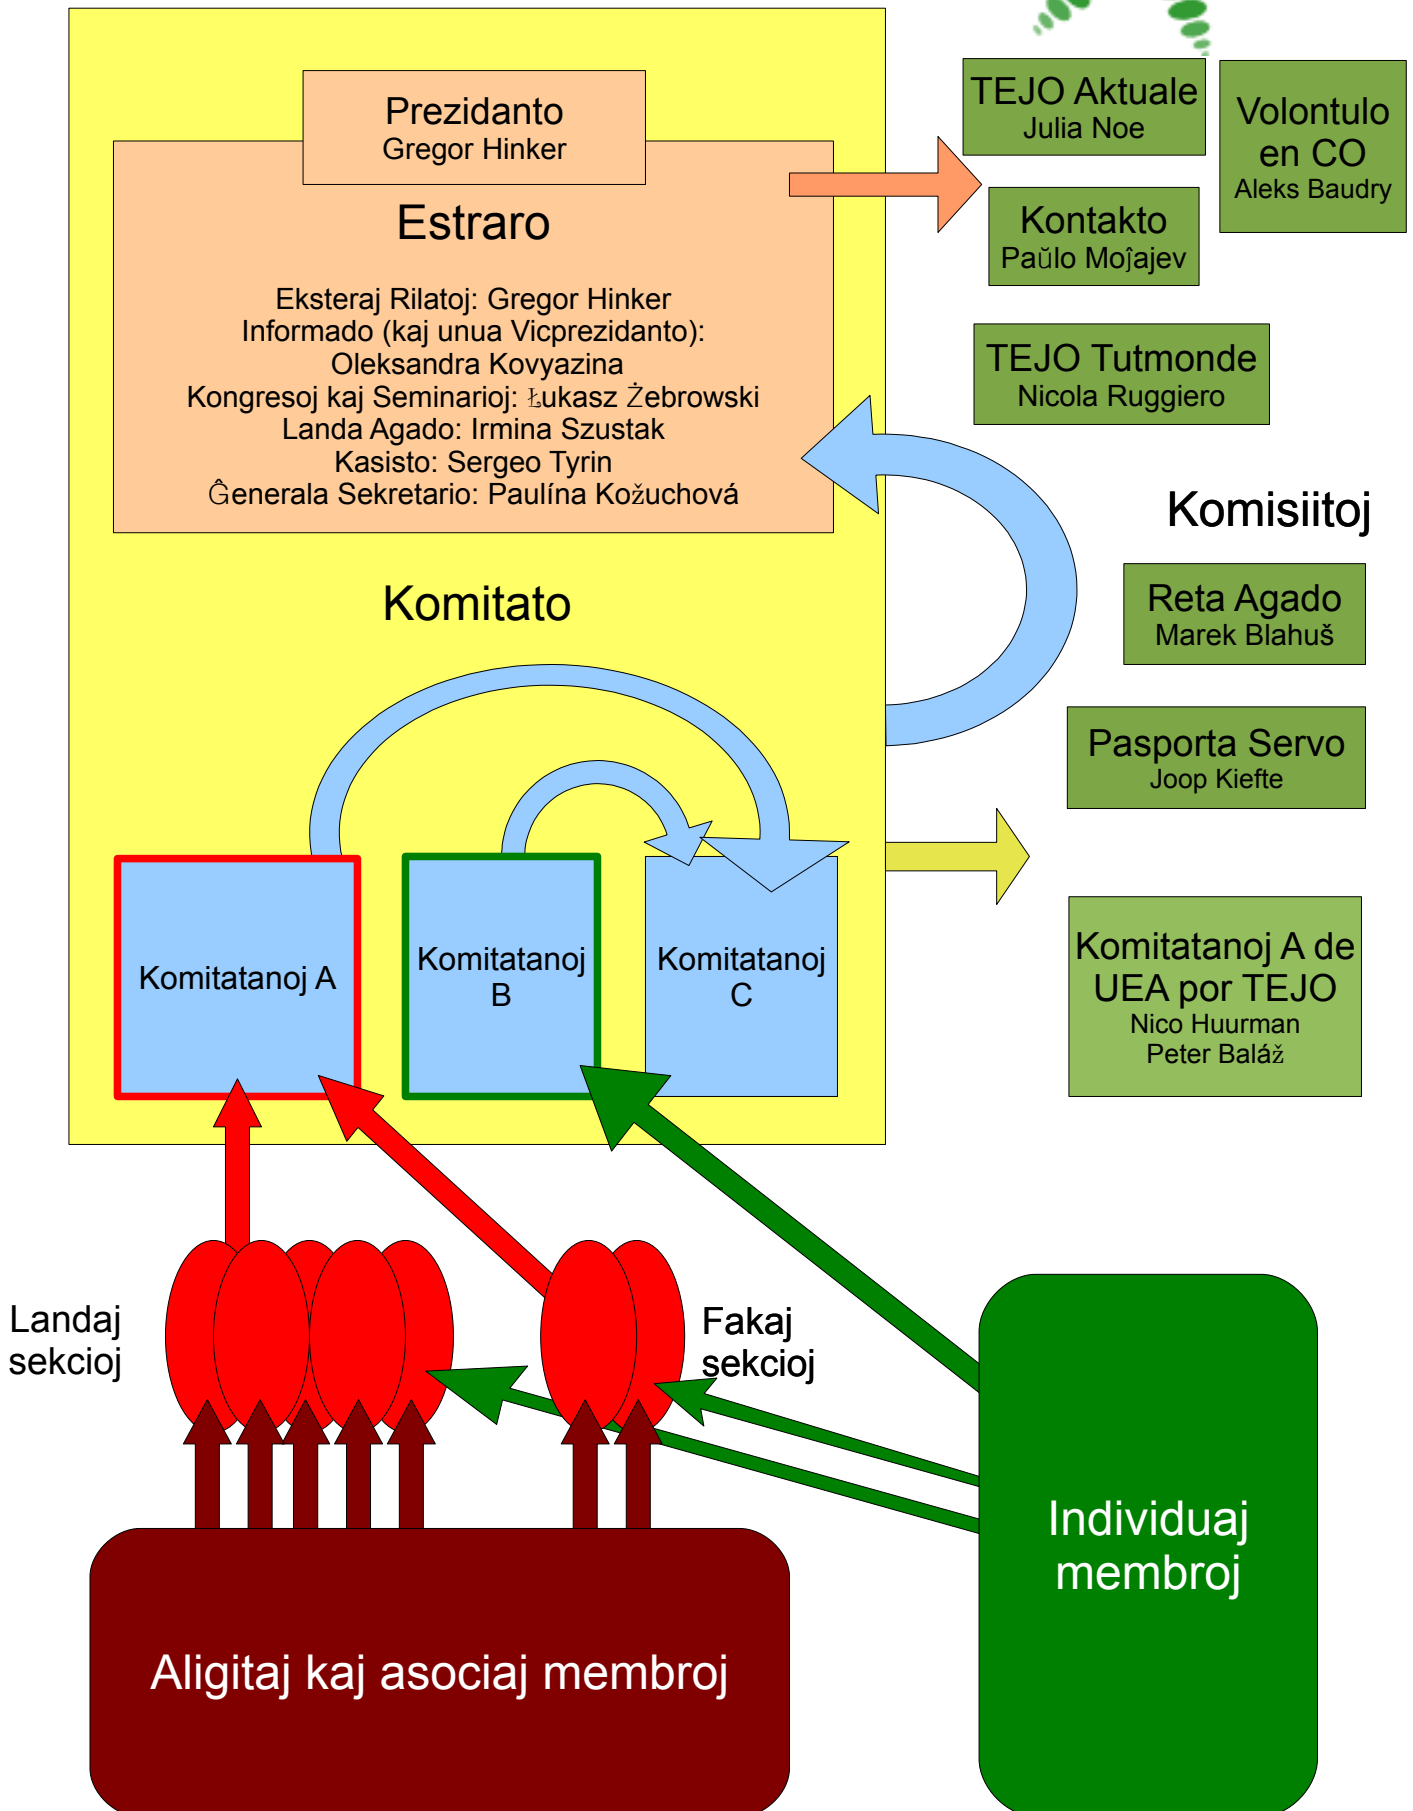 Prezidanto
Gregor Hinker
Estraro
Eksteraj Rilatoj: Gregor Hinker
Informado (kaj unua Vicprezidanto):
Oleksandra Kovyazina
Kongresoj kaj Seminarioj: Łukasz Żebrowski
Landa Agado: Irmina Szustak
Kasisto: Sergeo Tyrin
Ĝenerala Sekretario: Paulína Kožuchová
TEJO Aktuale
Julia Noe
Volontulo
en CO
Aleks Baudry
Kontakto
Paŭlo Moĵajev
TEJO Tutmonde
Nicola Ruggiero
Komisiitoj
Reta Agado
Marek Blahuš
Pasporta Servo
Joop Kiefte
Komitatanoj A de
UEA por TEJO
Nico Huurman
Peter Baláž
Komitato
Komitatanoj A
Komitatanoj
B
Komitatanoj
C
Landaj
sekcioj
Fakaj
sekcioj
Individuaj
membroj
Aligitaj kaj asociaj membroj